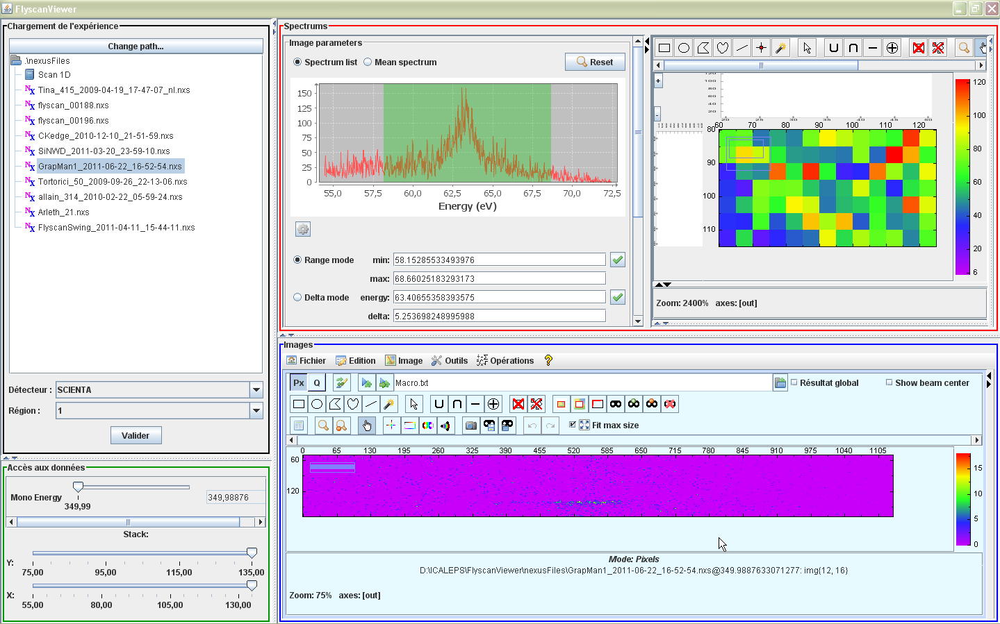 FlyscanViewer
Chargement de l'expérience
Change path...
.\nexusFiles
Scan 1D
Tina_415_2009-04-19_17-47-07_nl.nxs
flyscan_00188.nxs
flyscan_00196.nxs
CKedge_2010-12-10_21-51-59.nxs
SiNWD_2011-03-20_23-59-10.nxs
GrapMan1_2011-06-22_16-52-54.nxs
Tortorici_50_2009-09-26_22-13-06.nxs
allain_314_2010-02-22_05-59-24.nxs
Arleth_21.nxs
FlyscanSwing_2011-04-11_15-44-11.nxs
Détecteur : SCIENTA
Région : 1
Valider
Accès aux données
Mono Energy 349,98876
349,99
Stack:
Y:
75,00 95,00 115,00 135,00
X:
55,00 80,00 105,00 130,00
Spectrums
Image parameters
Spectrum list Mean spectrum Reset
150
125
100
75
50
25
0
55,0 57,5 60,0 62,5 65,0 67,5 70,0 72,5
Energy (eV)
Range mode min: 58.15285533493976
max: 68.66025183293173
Delta mode energy: 63.40655358393575
delta: 5.253698248995988
120
100
80
60
40
20
60 70 80 90 100 110 120
80
90
100
110
120
100
80
60
40
20
6
Zoom: 2400% axes: [out]
Images
Fichier Edition Image Outils Opérations
Px Q Macro.txt Résultat global Show beam center
Fit max size
0 65 130 195 260 325 390 455 520 585 650 715 780 845 910 975 1040 1105
60
120
15
10
5
0
Mode: Pixels
D:\ICALEPS\FlyscanViewer\nexusFiles\GrapMan1_2011-06-22_16-52-54.nxs@349.9887633071277: img{12, 16}
Zoom: 75% axes: [out]